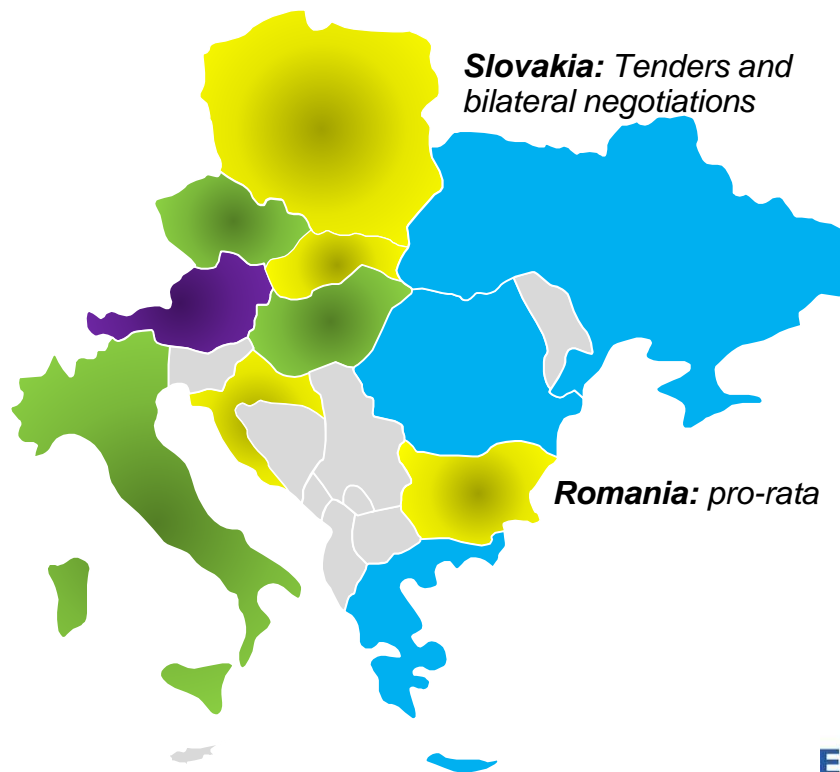 Slovakia: Tenders and
bilateral negotiations
Romania: pro-rata
E